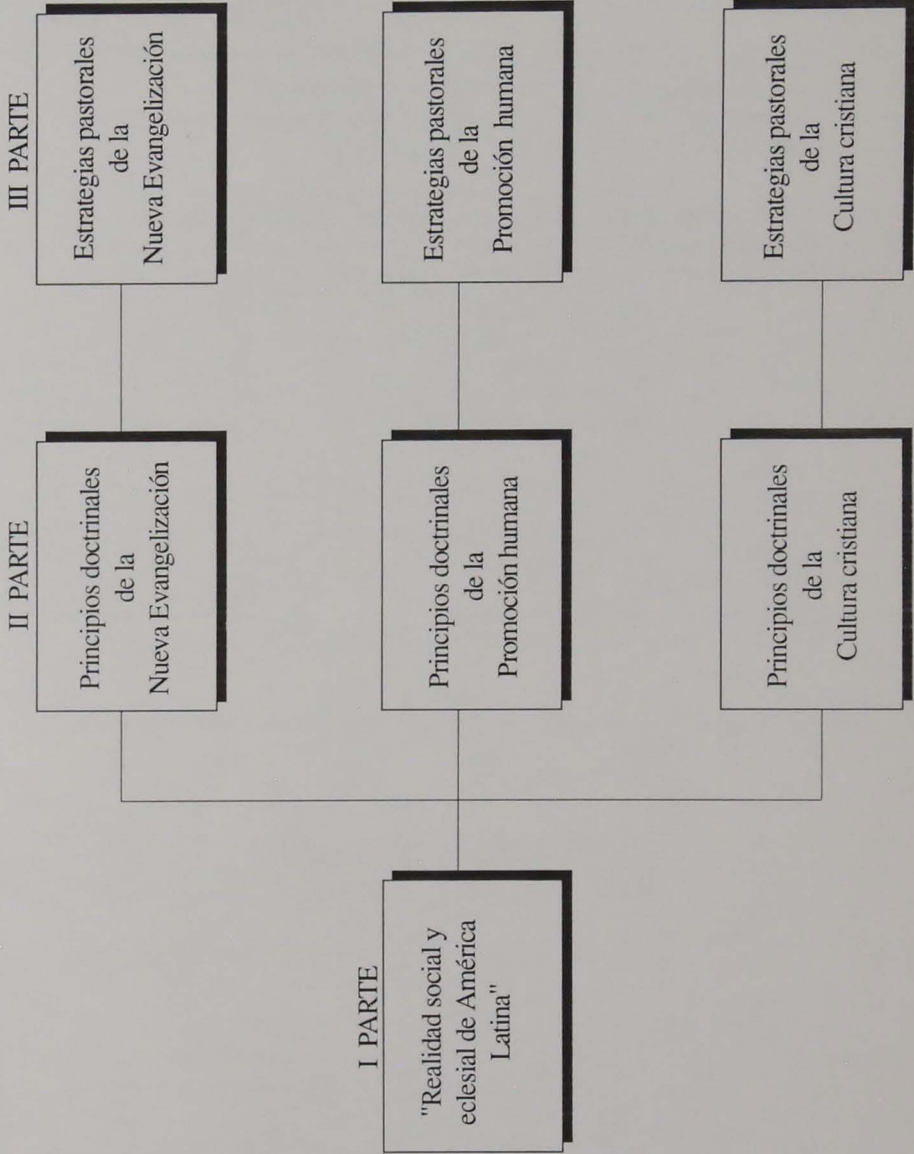 I PARTE
"Realidad social y
eclesial de América
Latina"
II PARTE
Principios doctrinales
de la
Nueva Evangelización
Principios doctrinales
de la
Promoción humana
Principios doctrinales
de la
Cultura cristiana
III PARTE
Estrategias pastorales
de la
Nueva Evangelización
Estrategias pastorales
de la
Promoción humana
Estrategias pastorales
de la
Cultura cristiana